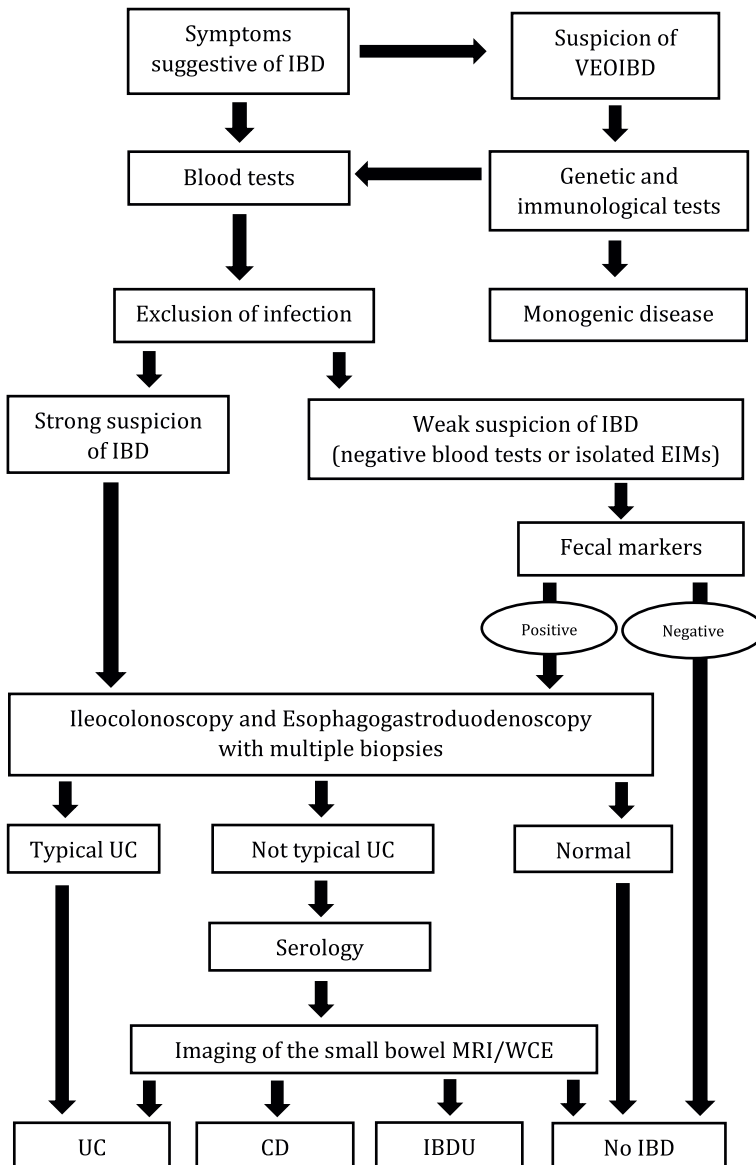 Symptoms
suggestive of IBD
Suspicion of
VEOIBD
Blood tests
Genetic and
immunological tests
Exclusion of infection
Monogenic disease
Strong suspicion
of IBD
Weak suspicion of IBD
(negative blood tests or isolated EIMs)
Fecal markers
Positive
Negative
Ileocolonoscopy and Esophagogastroduodenoscopy
with multiple biopsies
Typical UC
Not typical UC
Normal
Serology
Imaging of the small bowel MRI/WCE
UC
CD
IBDU
No IBD